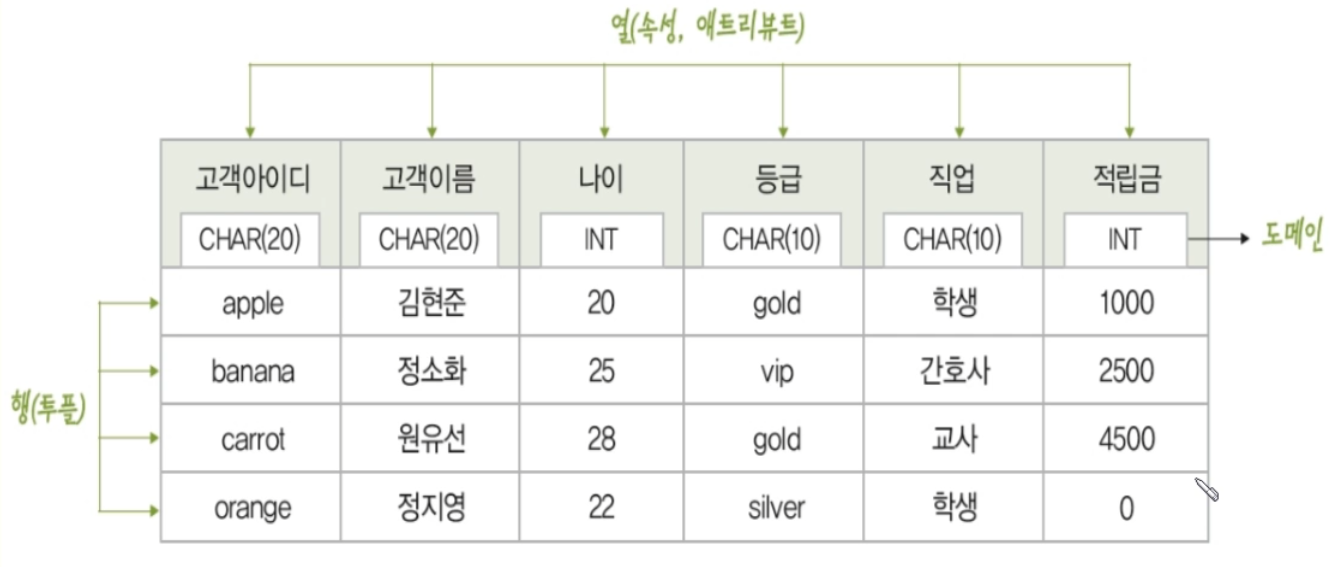 열(속성, 애트리뷰트)
고객아이디 고객이름 나이 등급 직업 적립금
CHAR(20) CHAR(20) INT CHAR(10) CHAR(10) INT 도메인
apple 김현준 20 gold 학생 1000
banana 정소화 25 vip 간호사 2500
행(투플)
carrot 원유선 28 gold 교사 4500
orange 정지영 22 silver 학생 0